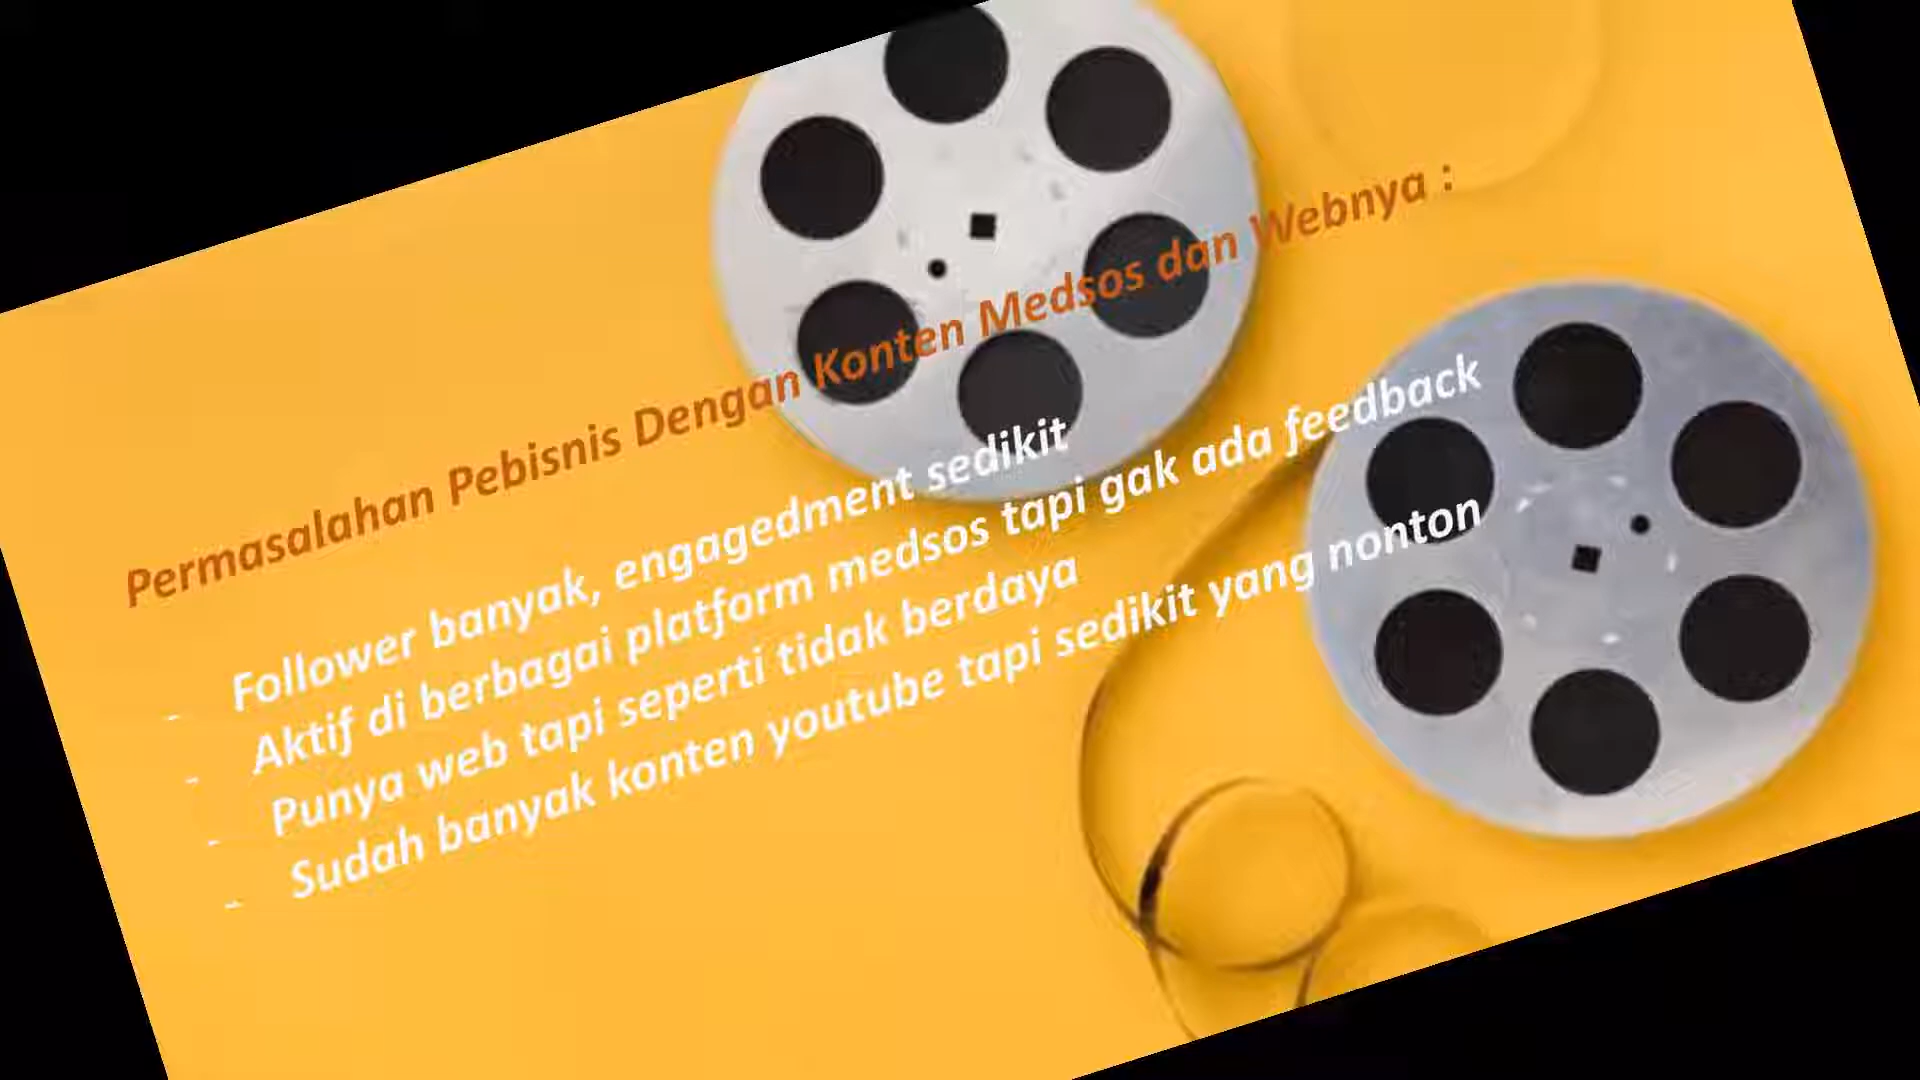 Permasalahan Pebisnis Dengan Konten Medsos dan Webnya :
- Follower banyak, engagedment sedikit
- Aktif di berbagai platform medsos tapi gak ada feedback
- Punya web tapi seperti tidak berdaya
- Sudah banyak konten youtube tapi sedikit yang nonton